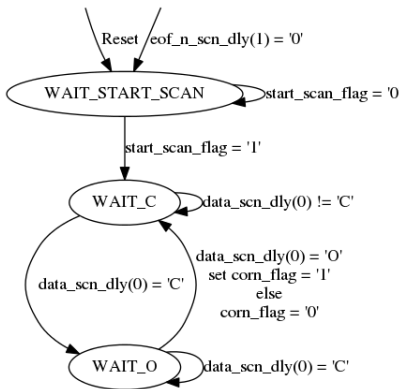 Reset eof_n_scn_dly(1) = '0'
WAIT_START_SCAN
start_scan_flag = '0
start_scan_flag = '1'
WAIT_C
data_scn_dly(0) != 'C'
data_scn_dly(0) = 'C'
data_scn_dly(0) = 'O'
set corn_flag = '1'
else
corn_flag = '0'
WAIT_O
data_scn_dly(0) = 'C'